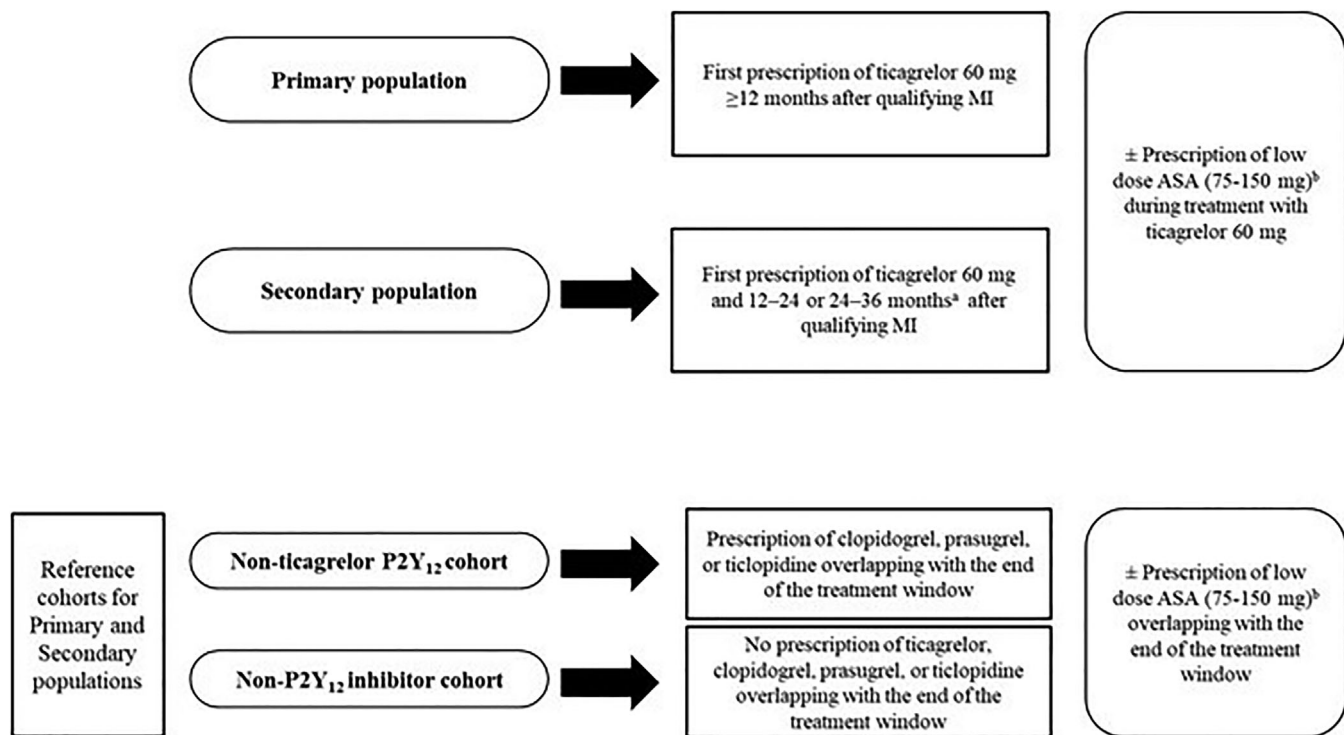 Primary population
First prescription of ticagrelor 60 mg
≥12 months after qualifying MI
± Prescription of low
dose ASA (75-150 mg)ᵇ
during treatment with
ticagrelor 60 mg
Secondary population
First prescription of ticagrelor 60 mg
and 12–24 or 24–36 monthsᵃ after
qualifying MI
Reference
cohorts for
Primary and
Secondary
populations
Non-ticagrelor P2Y₁₂ cohort
Prescription of clopidogrel, prasugrel,
or ticlopidine overlapping with the end
of the treatment window
± Prescription of low
dose ASA (75-150 mg)ᵇ
overlapping with the
end of the treatment
window
Non-P2Y₁₂ inhibitor cohort
No prescription of ticagrelor,
clopidogrel, prasugrel, or ticlopidine
overlapping with the end of the
treatment window